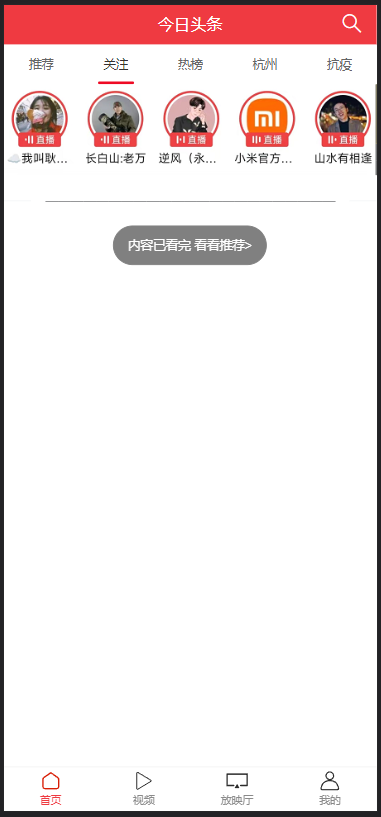 今日头条
推荐 关注 热榜 杭州 抗疫
直播 直播 直播 直播 直播
☁️我叫耿... 长白山:老万 逆风（永... 小米官方... 山水有相逢
内容已看完 看看推荐>
首页 视频 放映厅 我的